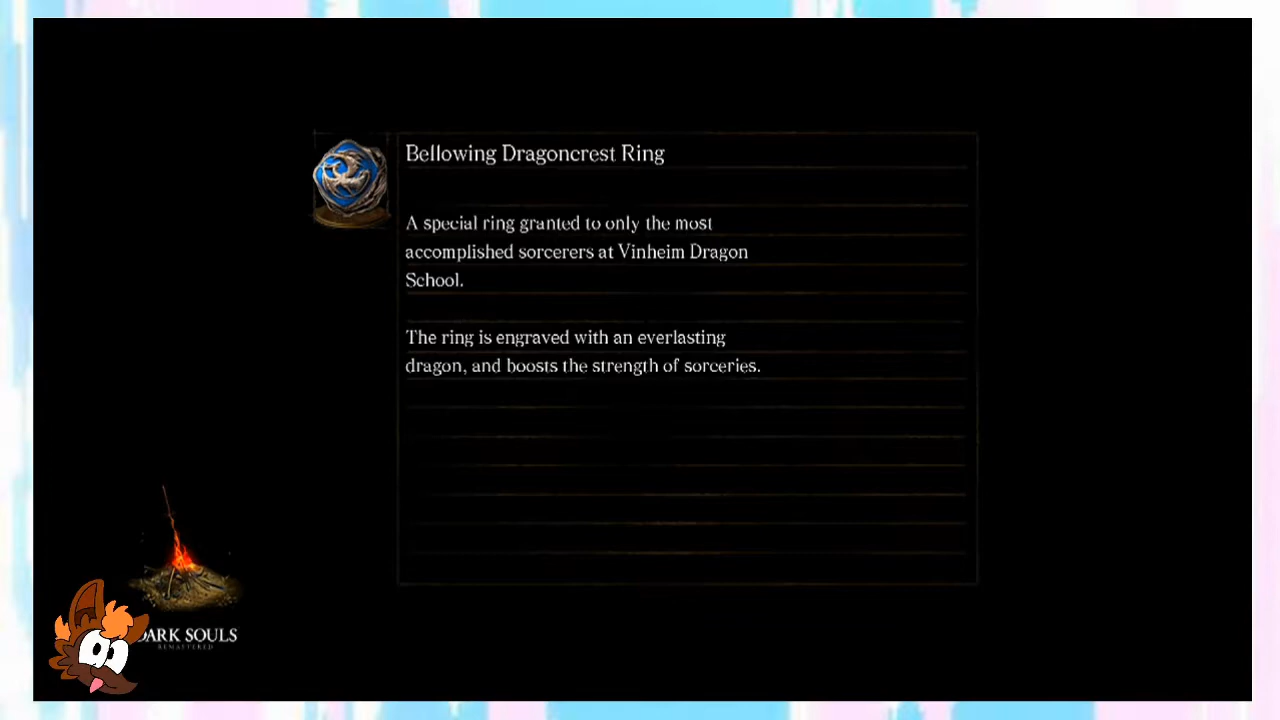 Bellowing Dragoncrest Ring
A special ring granted to only the most
accomplished sorcerers at Vinheim Dragon
School.
The ring is engraved with an everlasting
dragon, and boosts the strength of sorceries.
DARK SOULS
REMASTERED